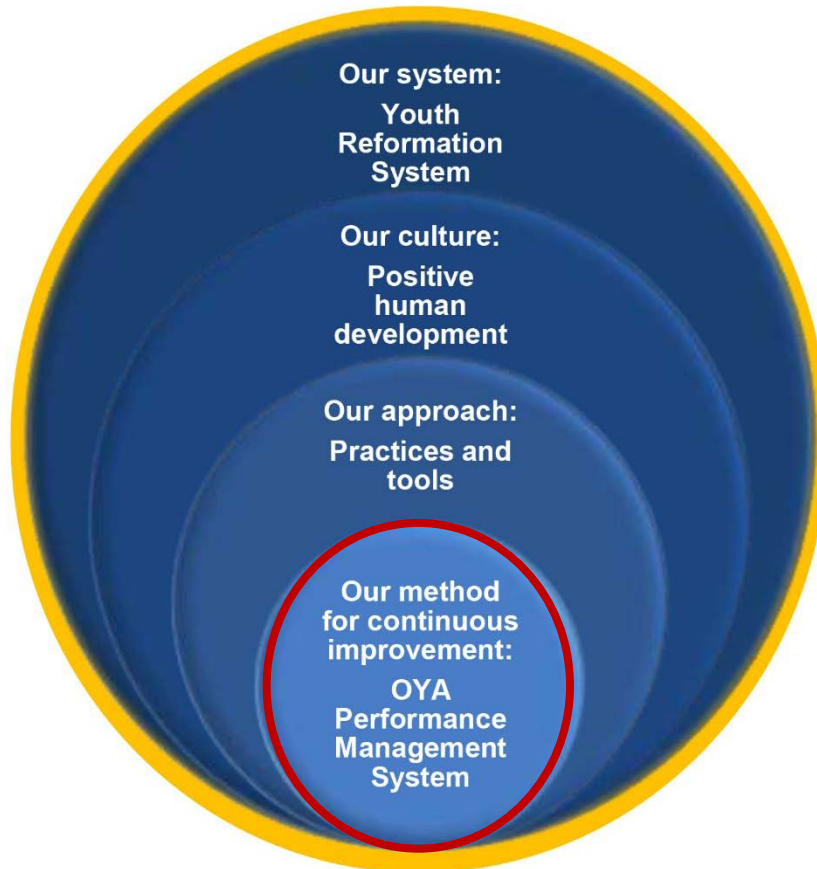 Our system:
Youth
Reformation
System
Our culture:
Positive
human
development
Our approach:
Practices and
tools
Our method
for continuous
improvement:
OYA
Performance
Management
System